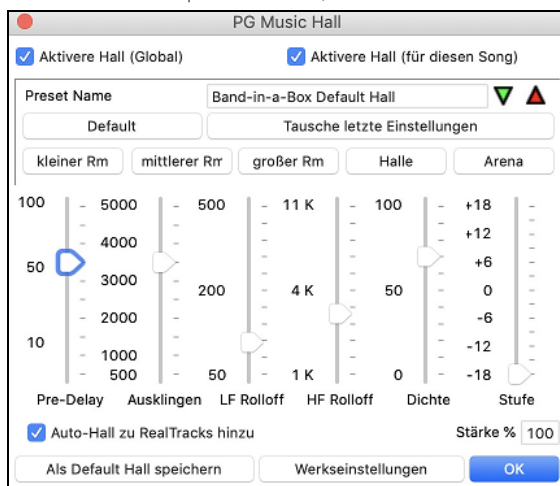 PG Music Hall
Aktivere Hall (Global) Aktivere Hall (für diesen Song)
Preset Name Band-in-a-Box Default Hall
Default Tausche letzte Einstellungen
kleiner Rm mittlerer Rm großer Rm Halle Arena
100 5000 500 11 K 100 +18
4000 +12
50 +6
3000 200 4 K 50 0
2000 -6
10 -12
1000
500 50 1 K 0 -18
Pre-Delay Ausklingen LF Rolloff HF Rolloff Dichte Stufe
Auto-Hall zu RealTracks hinzu Stärke % 100
Als Default Hall speichern Werkseinstellungen OK